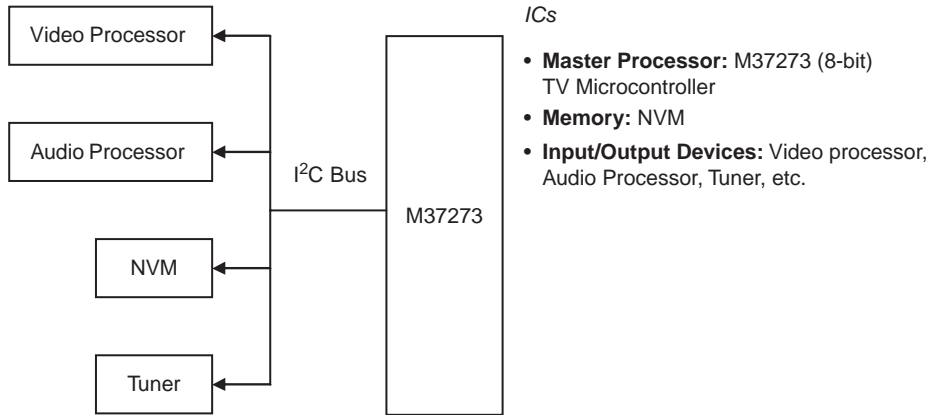 Video Processor
Audio Processor
NVM
Tuner
I²C Bus
M37273
ICs
• Master Processor: M37273 (8-bit)
TV Microcontroller
• Memory: NVM
• Input/Output Devices: Video processor,
Audio Processor, Tuner, etc.